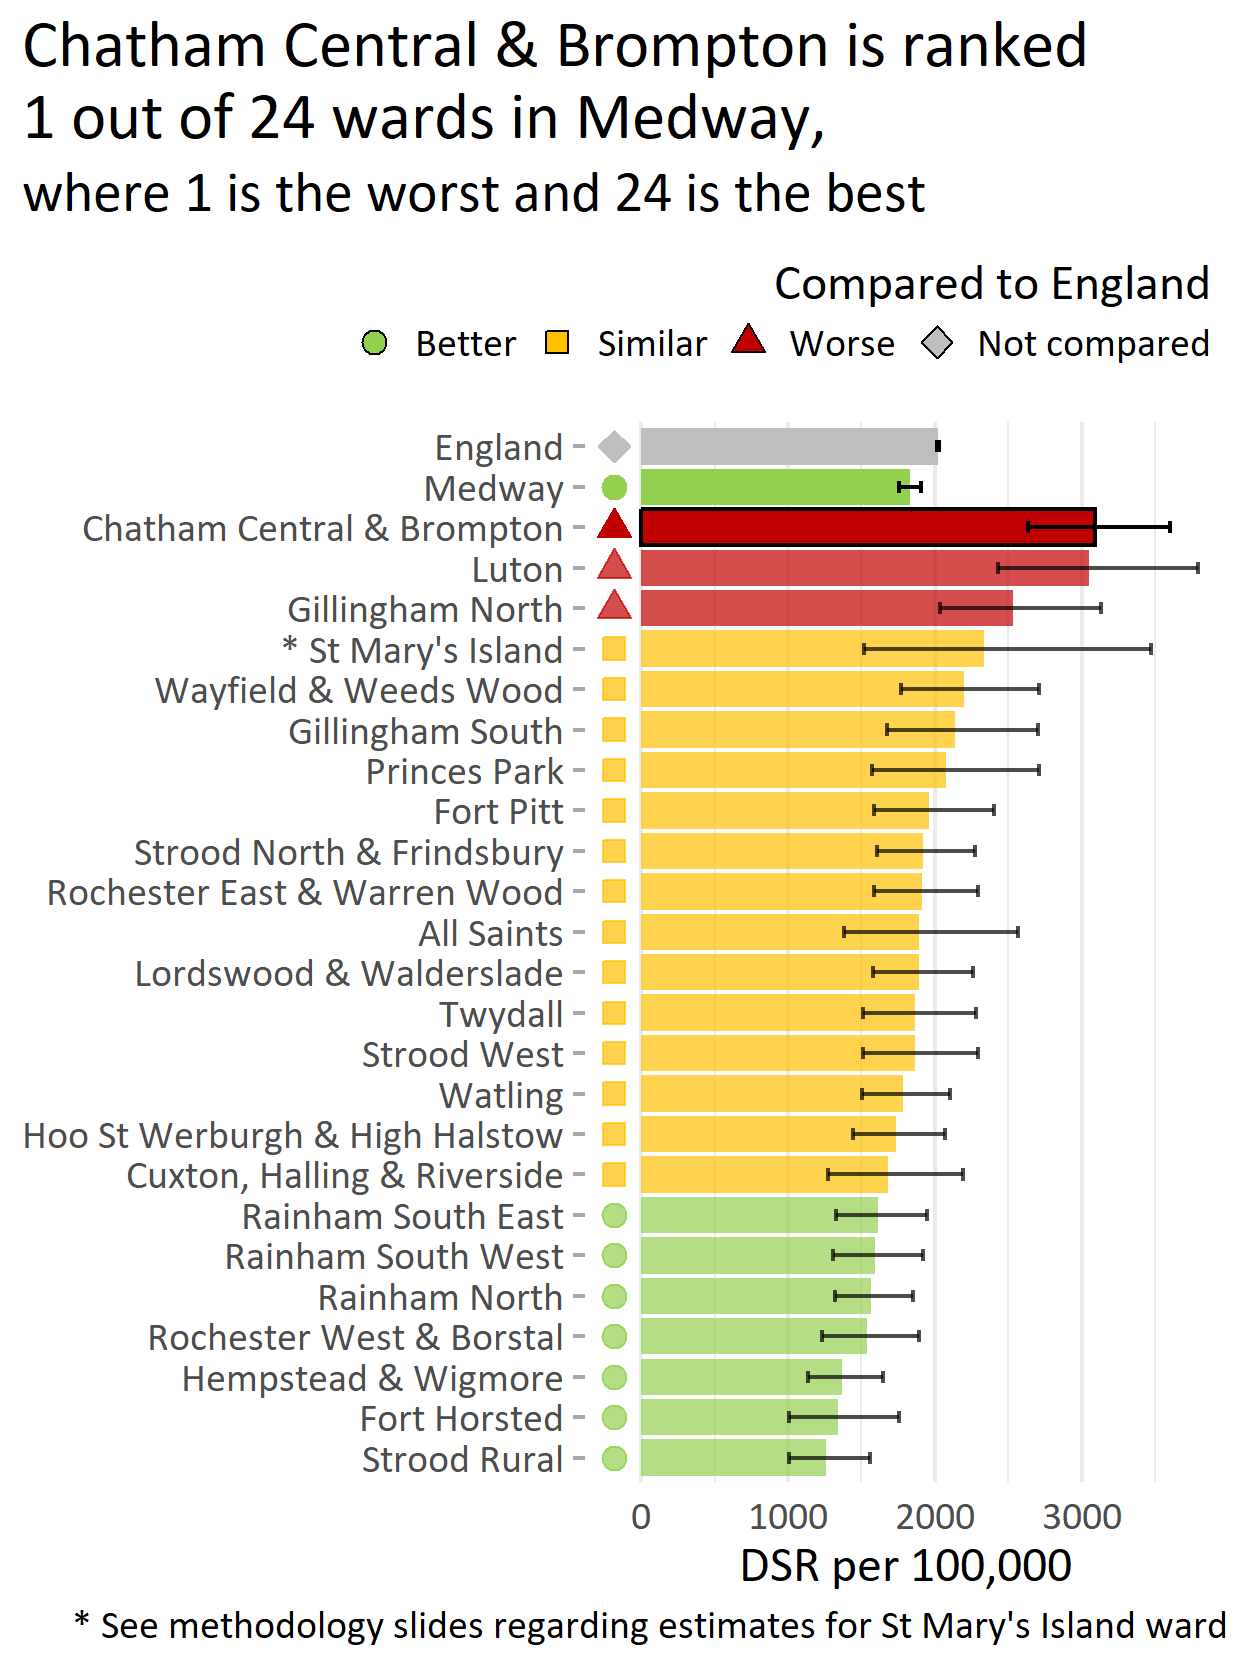 Chatham Central & Brompton is ranked
1 out of 24 wards in Medway,
where 1 is the worst and 24 is the best
Compared to England
Better Similar Worse Not compared
England
Medway
Chatham Central & Brompton
Luton
Gillingham North
* St Mary's Island
Wayfield & Weeds Wood
Gillingham South
Princes Park
Fort Pitt
Strood North & Frindsbury
Rochester East & Warren Wood
All Saints
Lordswood & Walderslade
Twydall
Strood West
Watling
Hoo St Werburgh & High Halstow
Cuxton, Halling & Riverside
Rainham South East
Rainham South West
Rainham North
Rochester West & Borstal
Hempstead & Wigmore
Fort Horsted
Strood Rural
0 1000 2000 3000
DSR per 100,000
* See methodology slides regarding estimates for St Mary's Island ward